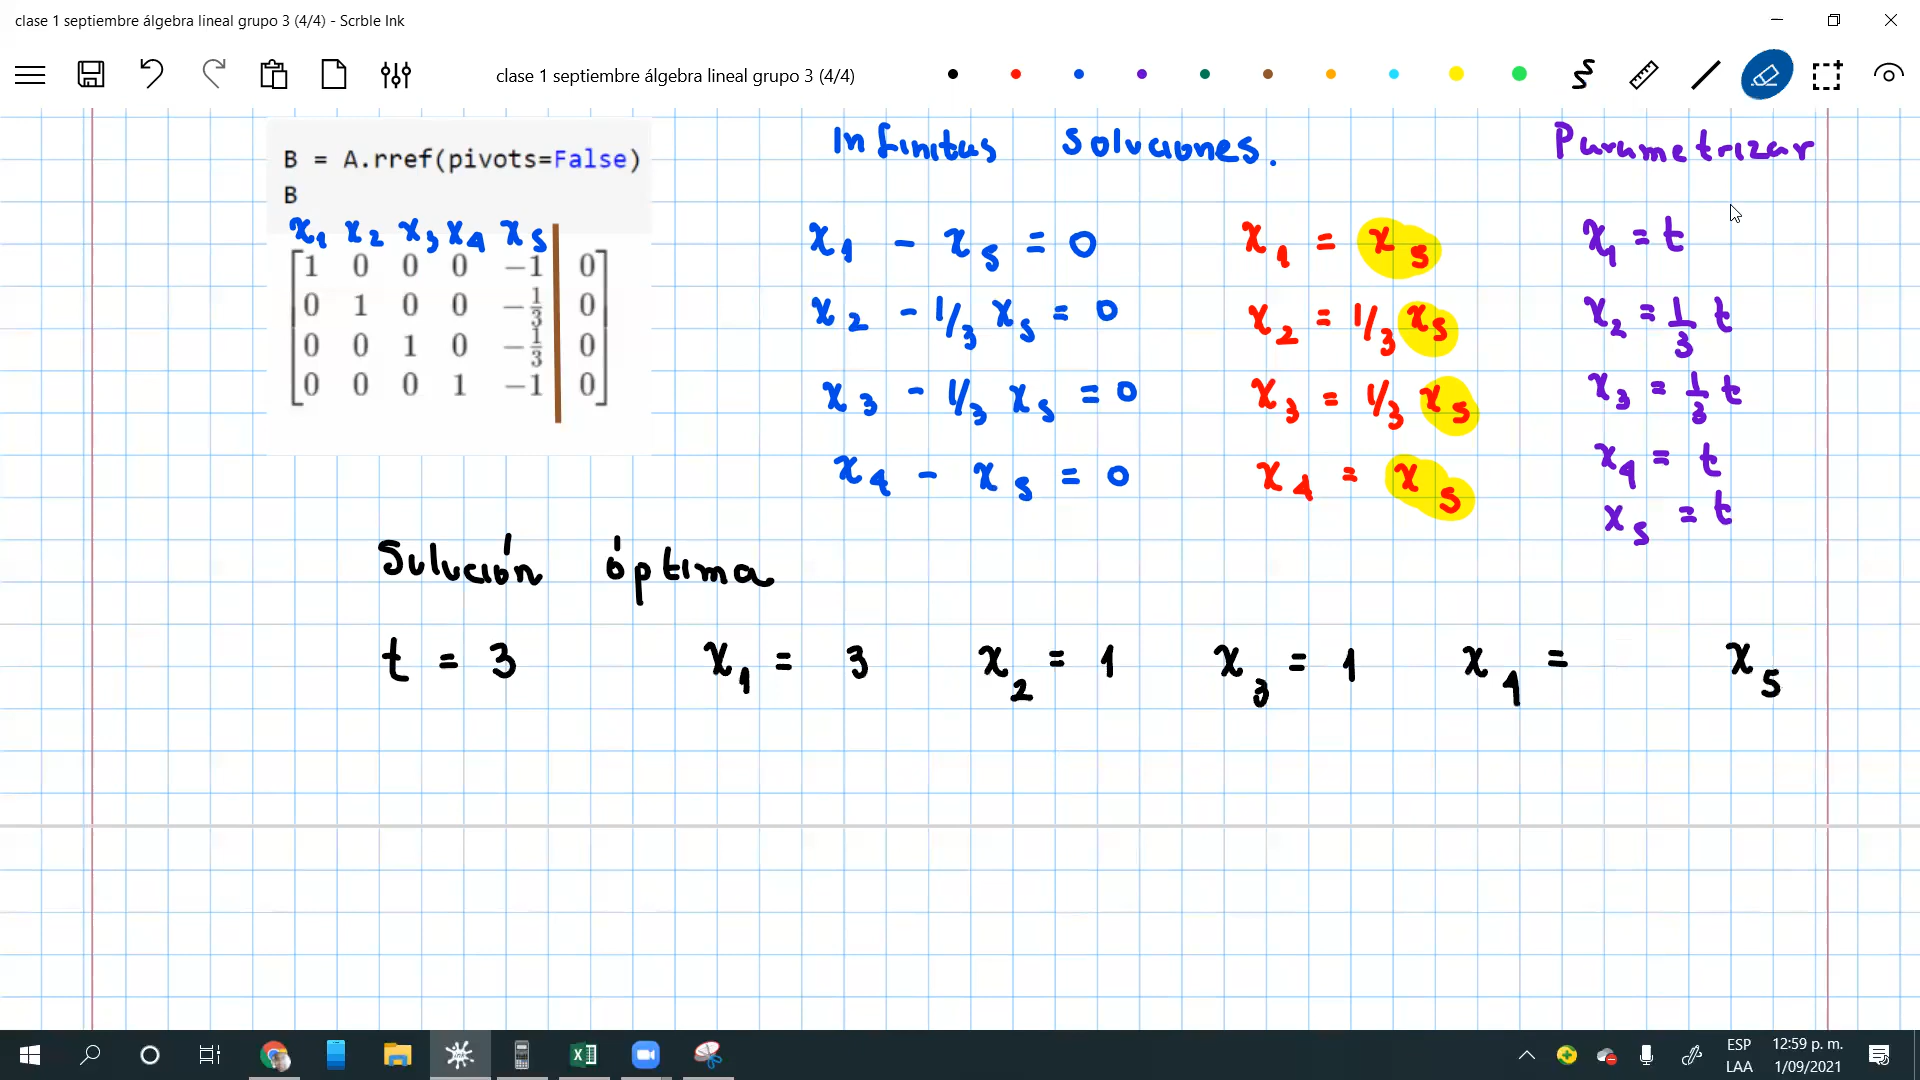 clase 1 septiembre álgebra lineal grupo 3 (4/4) - Scrble Ink
clase 1 septiembre álgebra lineal grupo 3 (4/4)
B = A.rref(pivots=False)
B
x₁ x₂ x₃ x₄ x₅
1 0 0 0 −1 0
0 1 0 0 −1/3 0
0 0 1 0 −1/3 0
0 0 0 1 −1 0
Infinitas soluciones.
x₁ - x₅ = 0
x₂ - 1/3 x₅ = 0
x₃ - 1/3 x₅ = 0
x₄ - x₅ = 0
x₁ = x₅
x₂ = 1/3 x₅
x₃ = 1/3 x₅
x₄ = x₅
Parametrizar
x₁ = t
x₂ = 1/3 t
x₃ = 1/3 t
x₄ = t
x₅ = t
Solución óptima
t = 3 x₁ = 3 x₂ = 1 x₃ = 1 x₄ = x₅
ESP
LAA
12:59 p. m.
1/09/2021